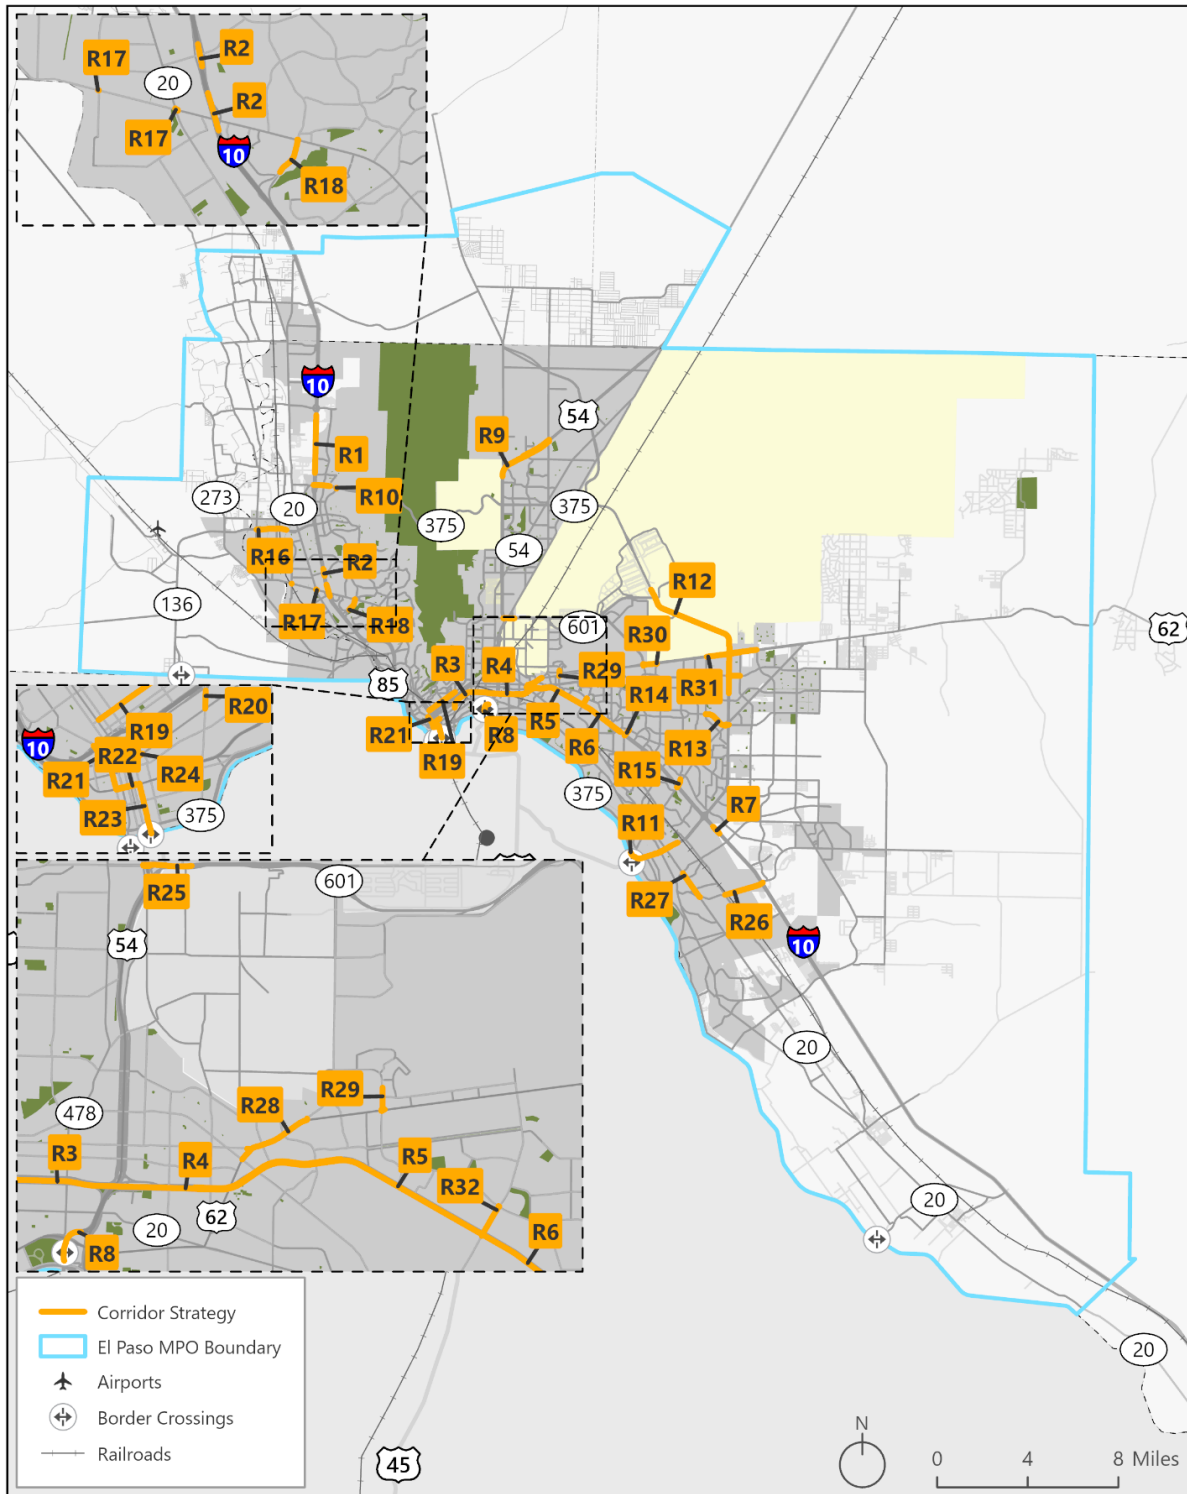 R17
R2
20
R2
R17
10
R18
10
54
R9
R1
R10
273
20
375
375
54
R16
R2
R12
136
R17
R18
601
R30
62
R3
R4
R29
85
R14
R31
R20
R19
R21
R5
R8
R6
R13
10
R22
R19
R21
R24
R15
375
R7
R23
375
R11
R25
601
R27
R26
54
10
R29
R28
478
20
R3
R4
R5
R32
62
20
R6
R8
20
Corridor Strategy
El Paso MPO Boundary
Airports
Border Crossings
Railroads
20
45
N
0 4 8 Miles